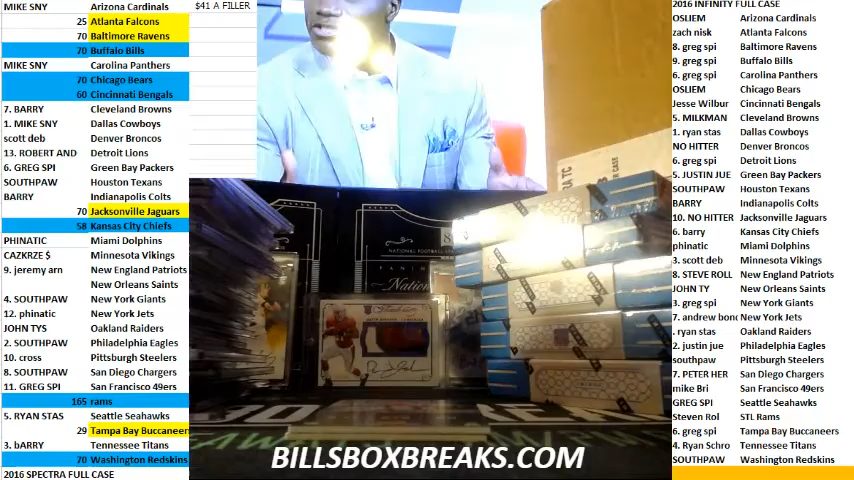 MIKE SNY Arizona Cardinals
25 Atlanta Falcons
70 Baltimore Ravens
70 Buffalo Bills
MIKE SNY Carolina Panthers
70 Chicago Bears
60 Cincinnati Bengals
7. BARRY Cleveland Browns
1. MIKE SNY Dallas Cowboys
scott deb Denver Broncos
13. ROBERT AND Detroit Lions
6. GREG SPI Green Bay Packers
SOUTHPAW Houston Texans
BARRY Indianapolis Colts
70 Jacksonville Jaguars
58 Kansas City Chiefs
PHINATIC Miami Dolphins
CAZKRZE $ Minnesota Vikings
9. jeremy arn New England Patriots
New Orleans Saints
4. SOUTHPAW New York Giants
12. phinatic New York Jets
JOHN TYS Oakland Raiders
2. SOUTHPAW Philadelphia Eagles
10. cross Pittsburgh Steelers
8. SOUTHPAW San Diego Chargers
11. GREG SPI San Francisco 49ers
165 rams
5. RYAN STAS Seattle Seahawks
29 Tampa Bay Buccaneers
3. bARRY Tennessee Titans
70 Washington Redskins
2016 SPECTRA FULL CASE
$41 A FILLER
NATIONAL FOOTBALL
PANINI
Nation
BILLSBOXBREAKS.COM
2016 INFINITY FULL CASE
OSLIEM Arizona Cardinals
zach nisk Atlanta Falcons
8. greg spi Baltimore Ravens
9. greg spi Buffalo Bills
6. greg spi Carolina Panthers
OSLIEM Chicago Bears
Jesse Wilbur Cincinnati Bengals
5. MILKMAN Cleveland Browns
1. ryan stas Dallas Cowboys
NO HITTER Denver Broncos
6. greg spi Detroit Lions
5. JUSTIN JUE Green Bay Packers
SOUTHPAW Houston Texans
BARRY Indianapolis Colts
10. NO HITTER Jacksonville Jaguars
6. barry Kansas City Chiefs
phinatic Miami Dolphins
3. scott deb Minnesota Vikings
8. STEVE ROLL New England Patriots
JOHN TY New Orleans Saints
3. greg spi New York Giants
7. andrew bond New York Jets
. ryan stas Oakland Raiders
2. justin jue Philadelphia Eagles
southpaw Pittsburgh Steelers
7. PETER HER San Diego Chargers
mike Bri San Francisco 49ers
GREG SPI Seattle Seahawks
Steven Rol STL Rams
6. greg spi Tampa Bay Buccaneers
4. Ryan Schro Tennessee Titans
SOUTHPAW Washington Redskins